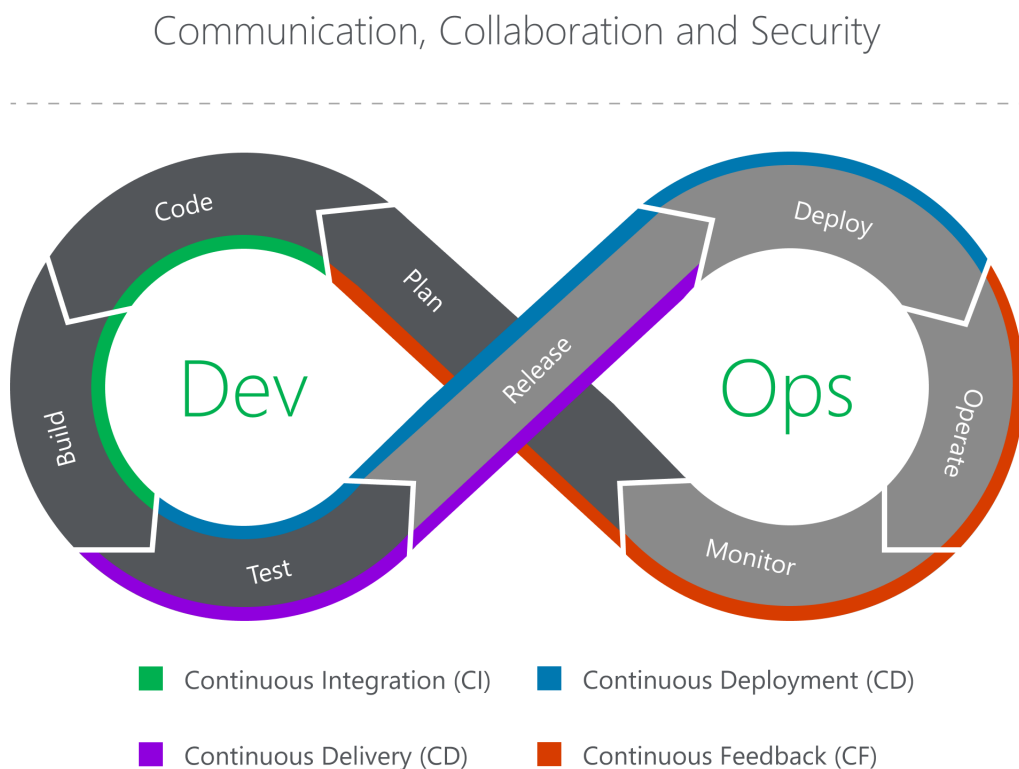 Communication, Collaboration and Security
Code
Plan
Build
Test
Dev
Release
Deploy
Operate
Monitor
Ops
Continuous Integration (CI)
Continuous Deployment (CD)
Continuous Delivery (CD)
Continuous Feedback (CF)